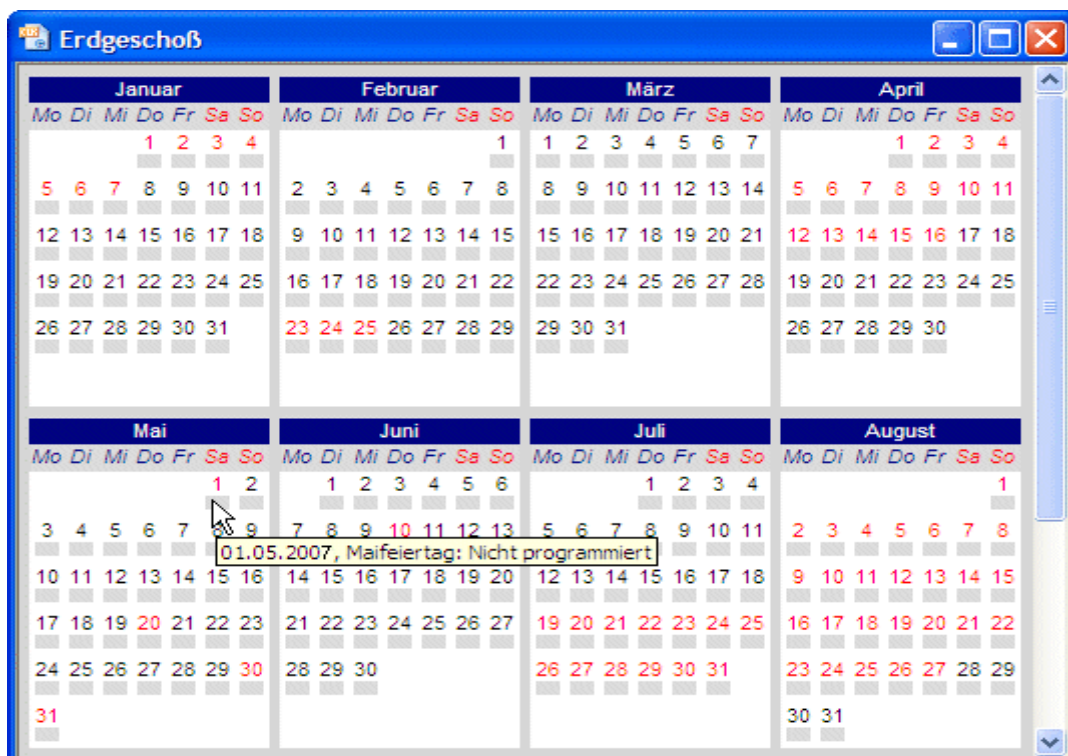 Erdgeschoß
Januar Februar März April
Mo Di Mi Do Fr Sa So Mo Di Mi Do Fr Sa So Mo Di Mi Do Fr Sa So Mo Di Mi Do Fr Sa So
1 2 3 4 1 1 2 3 4 5 6 7 1 2 3 4
5 6 7 8 9 10 11 2 3 4 5 6 7 8 8 9 10 11 12 13 14 5 6 7 8 9 10 11
12 13 14 15 16 17 18 9 10 11 12 13 14 15 15 16 17 18 19 20 21 12 13 14 15 16 17 18
19 20 21 22 23 24 25 16 17 18 19 20 21 22 22 23 24 25 26 27 28 19 20 21 22 23 24 25
26 27 28 29 30 31 23 24 25 26 27 28 29 29 30 31 26 27 28 29 30
Mai Juni Juli August
Mo Di Mi Do Fr Sa So Mo Di Mi Do Fr Sa So Mo Di Mi Do Fr Sa So Mo Di Mi Do Fr Sa So
1 2 1 2 3 4 5 6 1 2 3 4 1
3 4 5 6 7 8 9 7 8 9 10 11 12 13 5 6 7 8 9 10 11 2 3 4 5 6 7 8
01.05.2007, Maifeiertag: Nicht programmiert
10 11 12 13 14 15 16 14 15 16 17 18 19 20 12 13 14 15 16 17 18 9 10 11 12 13 14 15
17 18 19 20 21 22 23 21 22 23 24 25 26 27 19 20 21 22 23 24 25 16 17 18 19 20 21 22
24 25 26 27 28 29 30 28 29 30 26 27 28 29 30 31 23 24 25 26 27 28 29
31 30 31